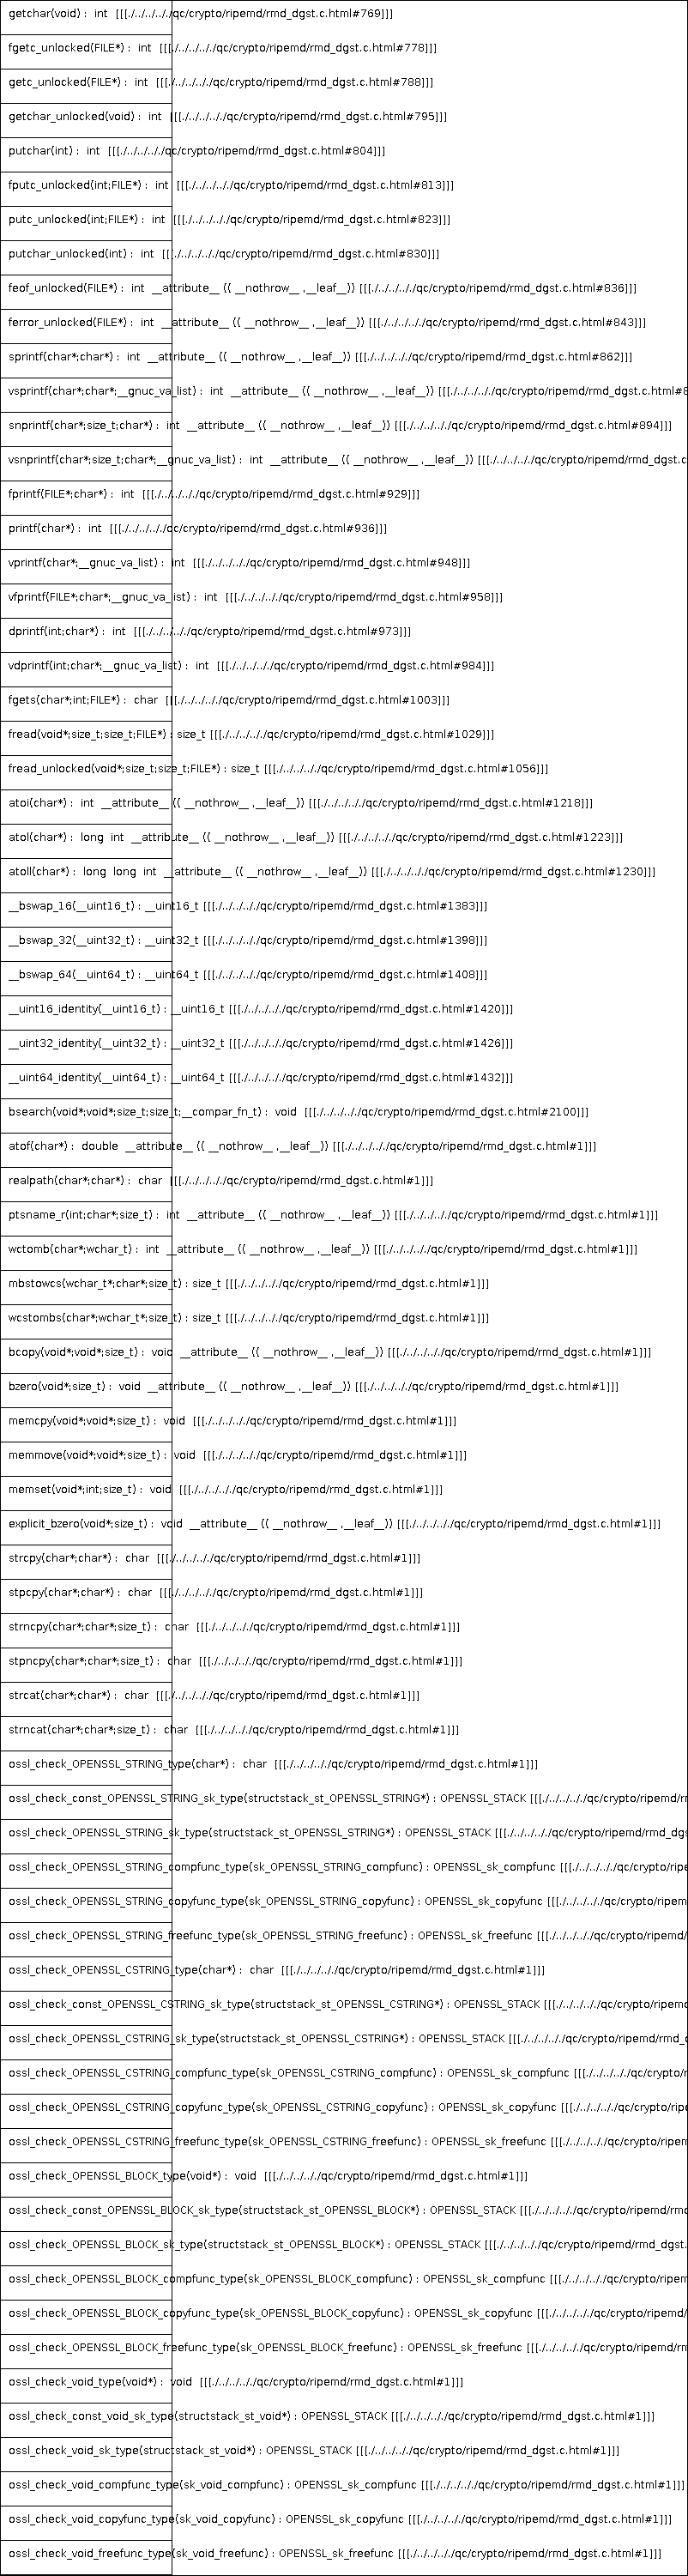 getchar(void) : int [[[./../../../qc/crypto/ripemd/rmd_dgst.c.html#769]]]
fgetc_unlocked(FILE*) : int [[[./../../../qc/crypto/ripemd/rmd_dgst.c.html#778]]]
getc_unlocked(FILE*) : int [[[./../../../qc/crypto/ripemd/rmd_dgst.c.html#788]]]
getchar_unlocked(void) : int [[[./../../../qc/crypto/ripemd/rmd_dgst.c.html#795]]]
putchar(int) : int [[[./../../../qc/crypto/ripemd/rmd_dgst.c.html#804]]]
fputc_unlocked(int;FILE*) : int [[[./../../../qc/crypto/ripemd/rmd_dgst.c.html#813]]]
putc_unlocked(int;FILE*) : int [[[./../../../qc/crypto/ripemd/rmd_dgst.c.html#823]]]
putchar_unlocked(int) : int [[[./../../../qc/crypto/ripemd/rmd_dgst.c.html#830]]]
feof_unlocked(FILE*) : int __attribute__ (( __nothrow__ ,__leaf__)) [[[./../../../qc/crypto/ripemd/rmd_dgst.c.html#836]]]
ferror_unlocked(FILE*) : int __attribute__ (( __nothrow__ ,__leaf__)) [[[./../../../qc/crypto/ripemd/rmd_dgst.c.html#843]]]
sprintf(char*;char*) : int __attribute__ (( __nothrow__ ,__leaf__)) [[[./../../../qc/crypto/ripemd/rmd_dgst.c.html#862]]]
vsprintf(char*;char*;__gnuc_va_list) : int __attribute__ (( __nothrow__ ,__leaf__)) [[[./../../../qc/crypto/ripemd/rmd_dgst.c.html#8
snprintf(char*;size_t;char*) : int __attribute__ (( __nothrow__ ,__leaf__)) [[[./../../../qc/crypto/ripemd/rmd_dgst.c.html#894]]]
vsnprintf(char*;size_t;char*;__gnuc_va_list) : int __attribute__ (( __nothrow__ ,__leaf__)) [[[./../../../qc/crypto/ripemd/rmd_dgst.c
fprintf(FILE*;char*) : int [[[./../../../qc/crypto/ripemd/rmd_dgst.c.html#929]]]
printf(char*) : int [[[./../../../qc/crypto/ripemd/rmd_dgst.c.html#936]]]
vprintf(char*;__gnuc_va_list) : int [[[./../../../qc/crypto/ripemd/rmd_dgst.c.html#948]]]
vfprintf(FILE*;char*;__gnuc_va_list) : int [[[./../../../qc/crypto/ripemd/rmd_dgst.c.html#958]]]
dprintf(int;char*) : int [[[./../../../qc/crypto/ripemd/rmd_dgst.c.html#973]]]
vdprintf(int;char*;__gnuc_va_list) : int [[[./../../../qc/crypto/ripemd/rmd_dgst.c.html#984]]]
fgets(char*;int;FILE*) : char [[[./../../../qc/crypto/ripemd/rmd_dgst.c.html#1003]]]
fread(void*;size_t;size_t;FILE*) : size_t [[[./../../../qc/crypto/ripemd/rmd_dgst.c.html#1029]]]
fread_unlocked(void*;size_t;size_t;FILE*) : size_t [[[./../../../qc/crypto/ripemd/rmd_dgst.c.html#1056]]]
atoi(char*) : int __attribute__ (( __nothrow__ ,__leaf__)) [[[./../../../qc/crypto/ripemd/rmd_dgst.c.html#1218]]]
atol(char*) : long int __attribute__ (( __nothrow__ ,__leaf__)) [[[./../../../qc/crypto/ripemd/rmd_dgst.c.html#1223]]]
atoll(char*) : long long int __attribute__ (( __nothrow__ ,__leaf__)) [[[./../../../qc/crypto/ripemd/rmd_dgst.c.html#1230]]]
__bswap_16(__uint16_t) : __uint16_t [[[./../../../qc/crypto/ripemd/rmd_dgst.c.html#1383]]]
__bswap_32(__uint32_t) : __uint32_t [[[./../../../qc/crypto/ripemd/rmd_dgst.c.html#1398]]]
__bswap_64(__uint64_t) : __uint64_t [[[./../../../qc/crypto/ripemd/rmd_dgst.c.html#1408]]]
__uint16_identity(__uint16_t) : __uint16_t [[[./../../../qc/crypto/ripemd/rmd_dgst.c.html#1420]]]
__uint32_identity(__uint32_t) : __uint32_t [[[./../../../qc/crypto/ripemd/rmd_dgst.c.html#1426]]]
__uint64_identity(__uint64_t) : __uint64_t [[[./../../../qc/crypto/ripemd/rmd_dgst.c.html#1432]]]
bsearch(void*;void*;size_t;size_t;__compar_fn_t) : void [[[./../../../qc/crypto/ripemd/rmd_dgst.c.html#2100]]]
atof(char*) : double __attribute__ (( __nothrow__ ,__leaf__)) [[[./../../../qc/crypto/ripemd/rmd_dgst.c.html#1]]]
realpath(char*;char*) : char [[[./../../../qc/crypto/ripemd/rmd_dgst.c.html#1]]]
ptsname_r(int;char*;size_t) : int __attribute__ (( __nothrow__ ,__leaf__)) [[[./../../../qc/crypto/ripemd/rmd_dgst.c.html#1]]]
wctomb(char*;wchar_t) : int __attribute__ (( __nothrow__ ,__leaf__)) [[[./../../../qc/crypto/ripemd/rmd_dgst.c.html#1]]]
mbstowcs(wchar_t*;char*;size_t) : size_t [[[./../../../qc/crypto/ripemd/rmd_dgst.c.html#1]]]
wcstombs(char*;wchar_t*;size_t) : size_t [[[./../../../qc/crypto/ripemd/rmd_dgst.c.html#1]]]
bcopy(void*;void*;size_t) : void __attribute__ (( __nothrow__ ,__leaf__)) [[[./../../../qc/crypto/ripemd/rmd_dgst.c.html#1]]]
bzero(void*;size_t) : void __attribute__ (( __nothrow__ ,__leaf__)) [[[./../../../qc/crypto/ripemd/rmd_dgst.c.html#1]]]
memcpy(void*;void*;size_t) : void [[[./../../../qc/crypto/ripemd/rmd_dgst.c.html#1]]]
memmove(void*;void*;size_t) : void [[[./../../../qc/crypto/ripemd/rmd_dgst.c.html#1]]]
memset(void*;int;size_t) : void [[[./../../../qc/crypto/ripemd/rmd_dgst.c.html#1]]]
explicit_bzero(void*;size_t) : void __attribute__ (( __nothrow__ ,__leaf__)) [[[./../../../qc/crypto/ripemd/rmd_dgst.c.html#1]]]
strcpy(char*;char*) : char [[[./../../../qc/crypto/ripemd/rmd_dgst.c.html#1]]]
stpcpy(char*;char*) : char [[[./../../../qc/crypto/ripemd/rmd_dgst.c.html#1]]]
strncpy(char*;char*;size_t) : char [[[./../../../qc/crypto/ripemd/rmd_dgst.c.html#1]]]
stpncpy(char*;char*;size_t) : char [[[./../../../qc/crypto/ripemd/rmd_dgst.c.html#1]]]
strcat(char*;char*) : char [[[./../../../qc/crypto/ripemd/rmd_dgst.c.html#1]]]
strncat(char*;char*;size_t) : char [[[./../../../qc/crypto/ripemd/rmd_dgst.c.html#1]]]
ossl_check_OPENSSL_STRING_type(char*) : char [[[./../../../qc/crypto/ripemd/rmd_dgst.c.html#1]]]
ossl_check_const_OPENSSL_STRING_sk_type(structstack_st_OPENSSL_STRING*) : OPENSSL_STACK [[[./../../../qc/crypto/ripemd/r
ossl_check_OPENSSL_STRING_sk_type(structstack_st_OPENSSL_STRING*) : OPENSSL_STACK [[[./../../../qc/crypto/ripemd/rmd_dgs
ossl_check_OPENSSL_STRING_compfunc_type(sk_OPENSSL_STRING_compfunc) : OPENSSL_sk_compfunc [[[./../../../qc/crypto/ripe
ossl_check_OPENSSL_STRING_copyfunc_type(sk_OPENSSL_STRING_copyfunc) : OPENSSL_sk_copyfunc [[[./../../../qc/crypto/ripem
ossl_check_OPENSSL_STRING_freefunc_type(sk_OPENSSL_STRING_freefunc) : OPENSSL_sk_freefunc [[[./../../../qc/crypto/ripemd/
ossl_check_OPENSSL_CSTRING_type(char*) : char [[[./../../../qc/crypto/ripemd/rmd_dgst.c.html#1]]]
ossl_check_const_OPENSSL_CSTRING_sk_type(structstack_st_OPENSSL_CSTRING*) : OPENSSL_STACK [[[./../../../qc/crypto/ripemd
ossl_check_OPENSSL_CSTRING_sk_type(structstack_st_OPENSSL_CSTRING*) : OPENSSL_STACK [[[./../../../qc/crypto/ripemd/rmd_d
ossl_check_OPENSSL_CSTRING_compfunc_type(sk_OPENSSL_CSTRING_compfunc) : OPENSSL_sk_compfunc [[[./../../../qc/crypto/r
ossl_check_OPENSSL_CSTRING_copyfunc_type(sk_OPENSSL_CSTRING_copyfunc) : OPENSSL_sk_copyfunc [[[./../../../qc/crypto/ripe
ossl_check_OPENSSL_CSTRING_freefunc_type(sk_OPENSSL_CSTRING_freefunc) : OPENSSL_sk_freefunc [[[./../../../qc/crypto/ripem
ossl_check_OPENSSL_BLOCK_type(void*) : void [[[./../../../qc/crypto/ripemd/rmd_dgst.c.html#1]]]
ossl_check_const_OPENSSL_BLOCK_sk_type(structstack_st_OPENSSL_BLOCK*) : OPENSSL_STACK [[[./../../../qc/crypto/ripemd/rmd
ossl_check_OPENSSL_BLOCK_sk_type(structstack_st_OPENSSL_BLOCK*) : OPENSSL_STACK [[[./../../../qc/crypto/ripemd/rmd_dgst.
ossl_check_OPENSSL_BLOCK_compfunc_type(sk_OPENSSL_BLOCK_compfunc) : OPENSSL_sk_compfunc [[[./../../../qc/crypto/ripem
ossl_check_OPENSSL_BLOCK_copyfunc_type(sk_OPENSSL_BLOCK_copyfunc) : OPENSSL_sk_copyfunc [[[./../../../qc/crypto/ripemd/
ossl_check_OPENSSL_BLOCK_freefunc_type(sk_OPENSSL_BLOCK_freefunc) : OPENSSL_sk_freefunc [[[./../../../qc/crypto/ripemd/rm
ossl_check_void_type(void*) : void [[[./../../../qc/crypto/ripemd/rmd_dgst.c.html#1]]]
ossl_check_const_void_sk_type(structstack_st_void*) : OPENSSL_STACK [[[./../../../qc/crypto/ripemd/rmd_dgst.c.html#1]]]
ossl_check_void_sk_type(structstack_st_void*) : OPENSSL_STACK [[[./../../../qc/crypto/ripemd/rmd_dgst.c.html#1]]]
ossl_check_void_compfunc_type(sk_void_compfunc) : OPENSSL_sk_compfunc [[[./../../../qc/crypto/ripemd/rmd_dgst.c.html#1]]]
ossl_check_void_copyfunc_type(sk_void_copyfunc) : OPENSSL_sk_copyfunc [[[./../../../qc/crypto/ripemd/rmd_dgst.c.html#1]]]
ossl_check_void_freefunc_type(sk_void_freefunc) : OPENSSL_sk_freefunc [[[./../../../qc/crypto/ripemd/rmd_dgst.c.html#1]]]